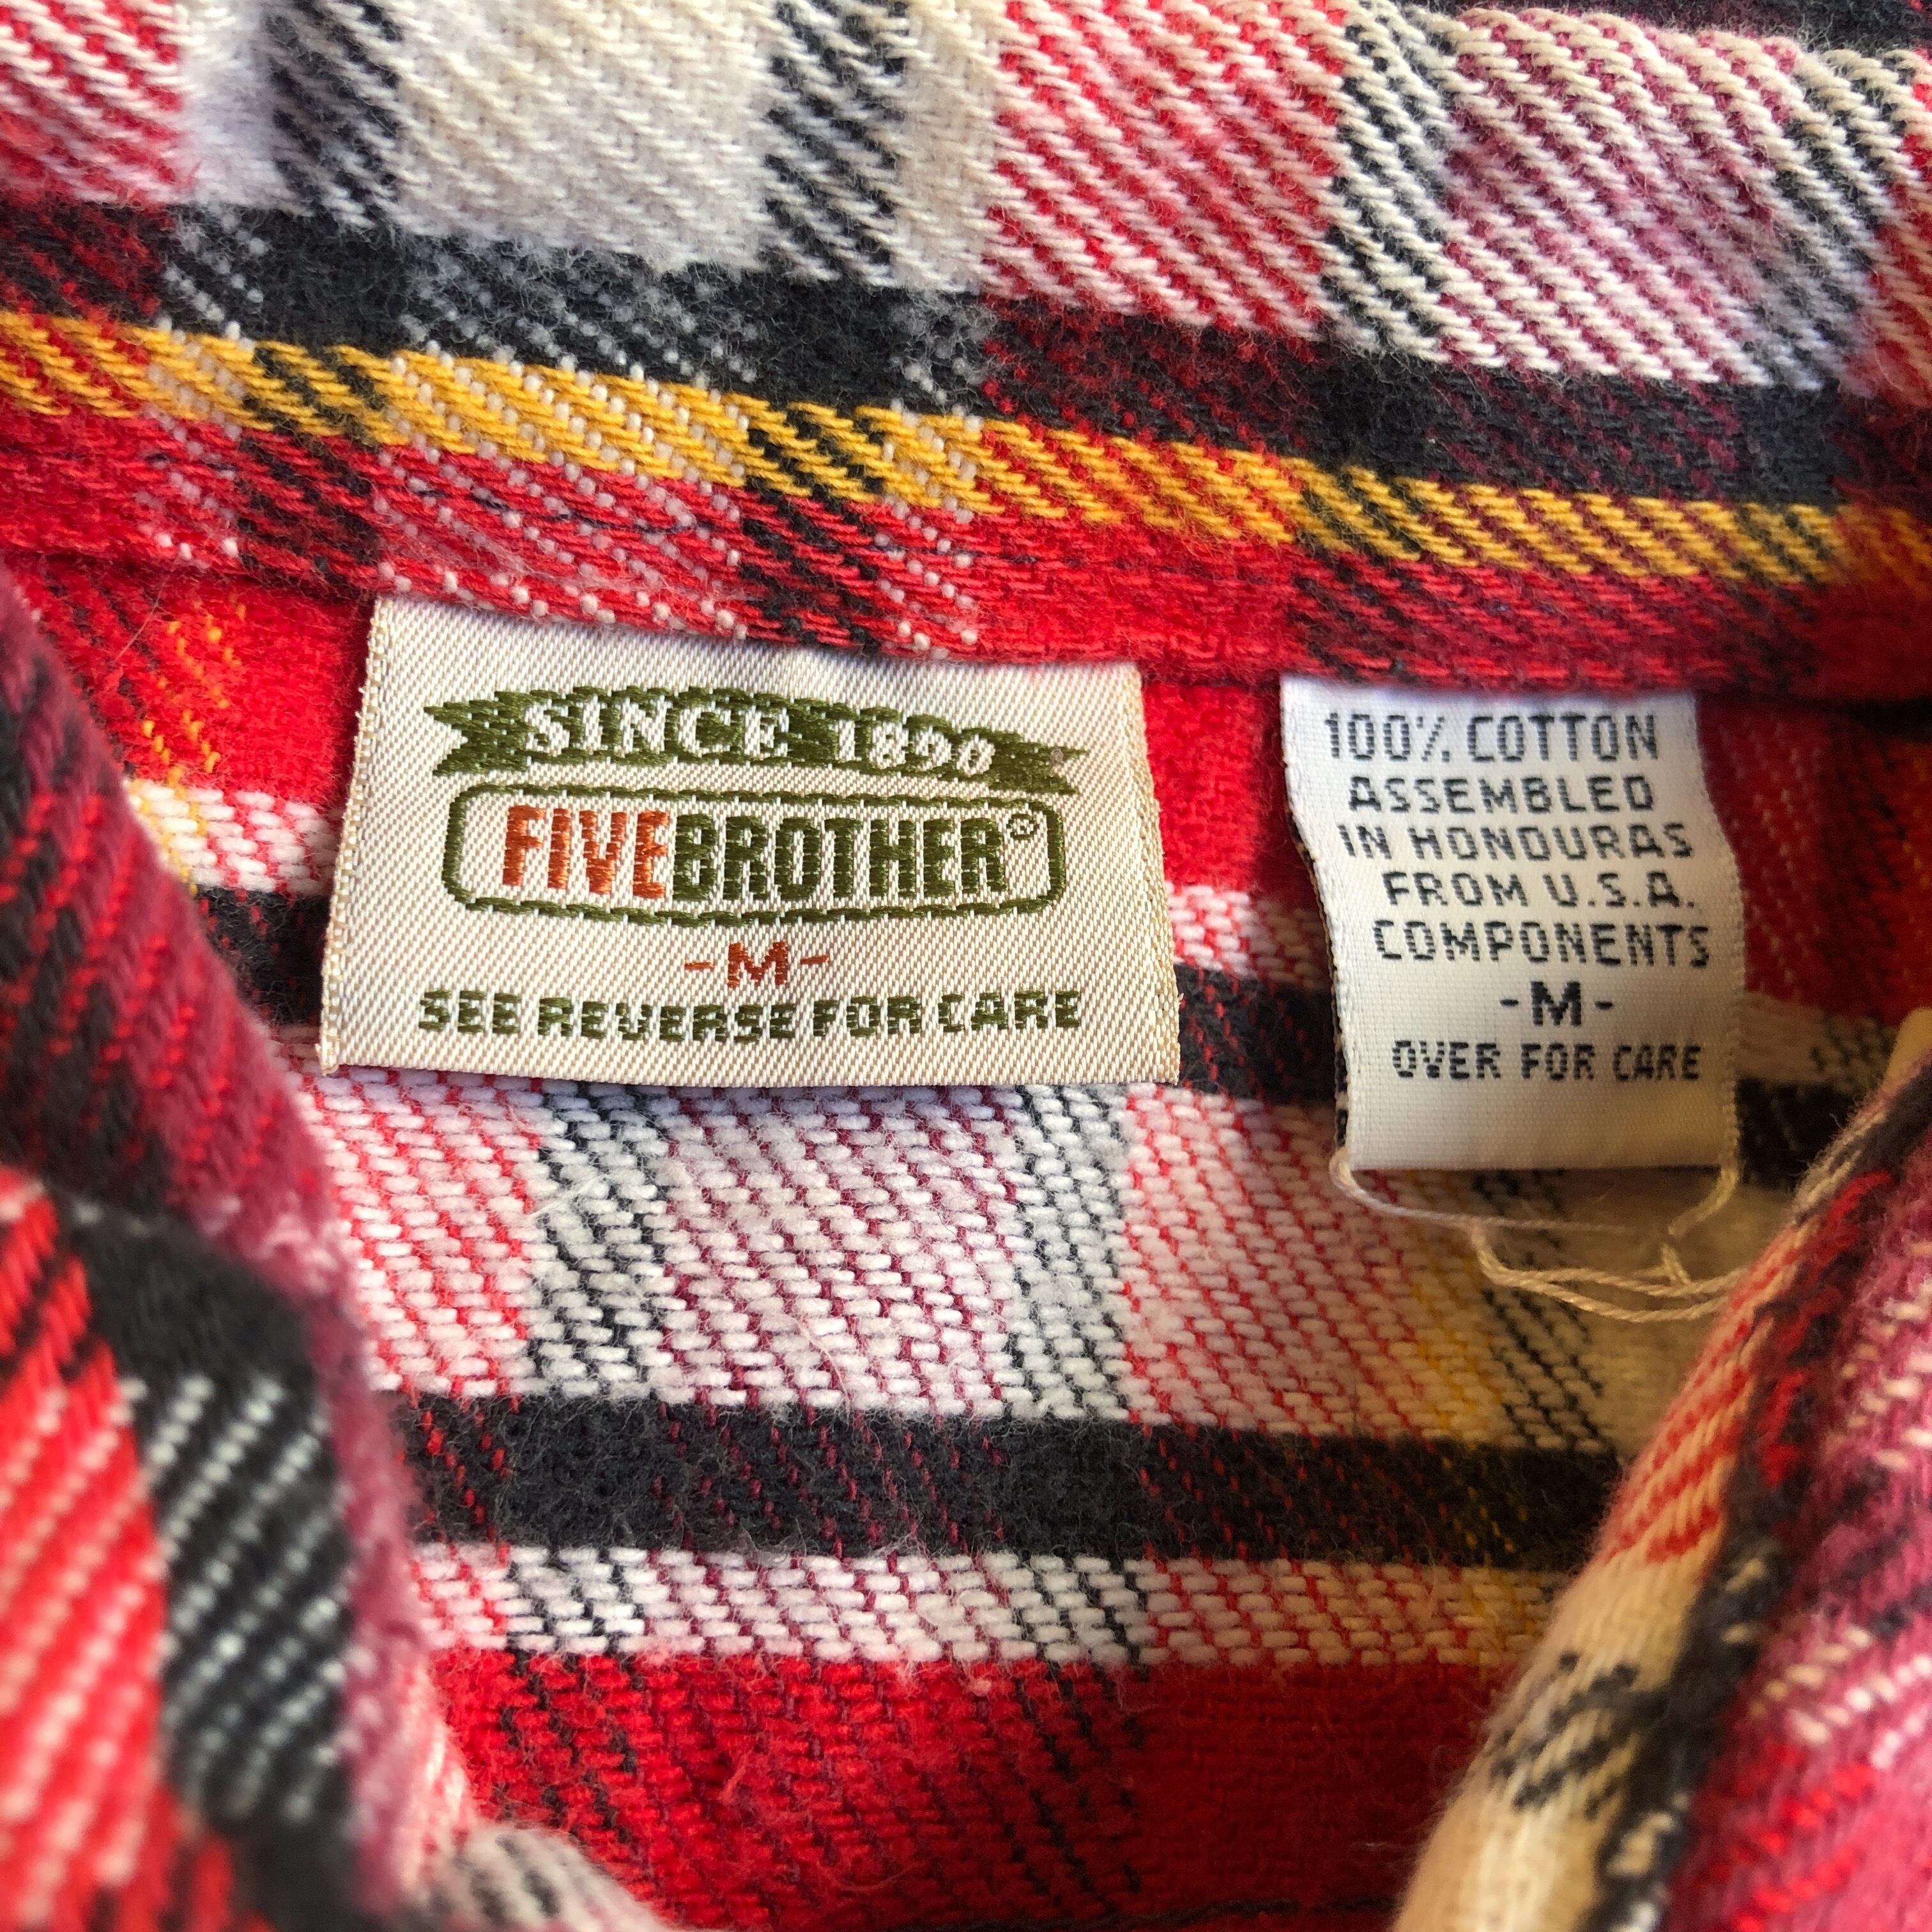 SINCE 1890
FIVEBROTHER®
-M-
SEE REVERSE FOR CARE
100% COTTON
ASSEMBLED
IN HONDURAS
FROM U.S.A.
COMPONENTS
-M-
OVER FOR CARE